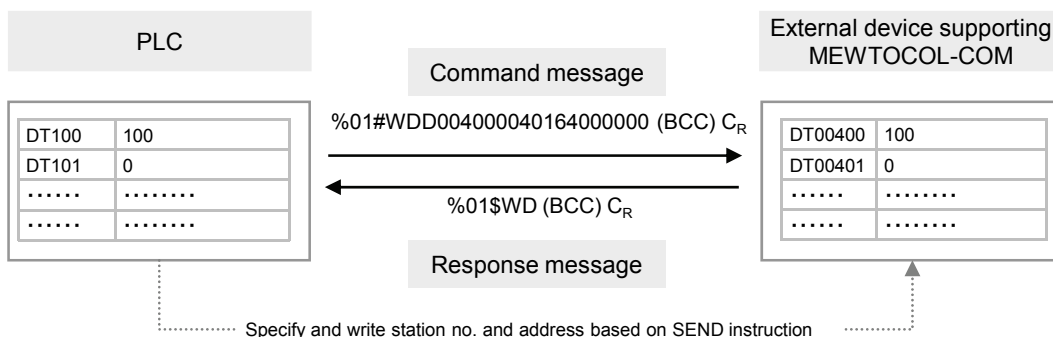 PLC
External device supporting
MEWTOCOL-COM
Command message
%01#WDD004000040164000000 (BCC) CR
DT100 100
DT101 0
...... ........
...... ........
DT00400 100
DT00401 0
...... ........
...... ........
%01$WD (BCC) CR
Response message
Specify and write station no. and address based on SEND instruction